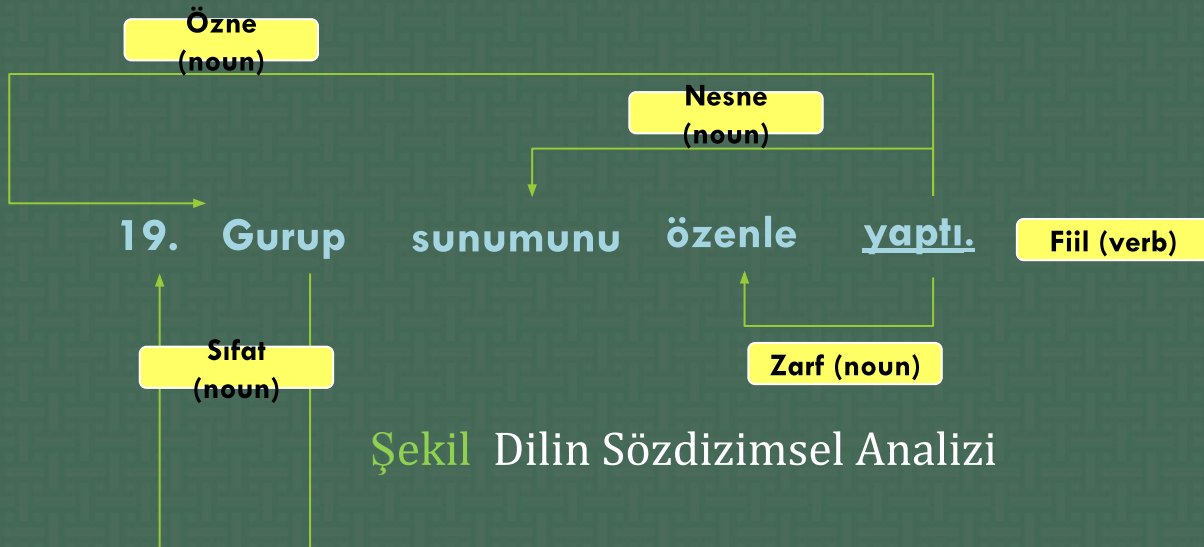 Özne
(noun)
Nesne
(noun)
19. Gurup sunumunu özenle yaptı.
Fiil (verb)
Sıfat
(noun)
Zarf (noun)
Şekil Dilin Sözdizimsel Analizi